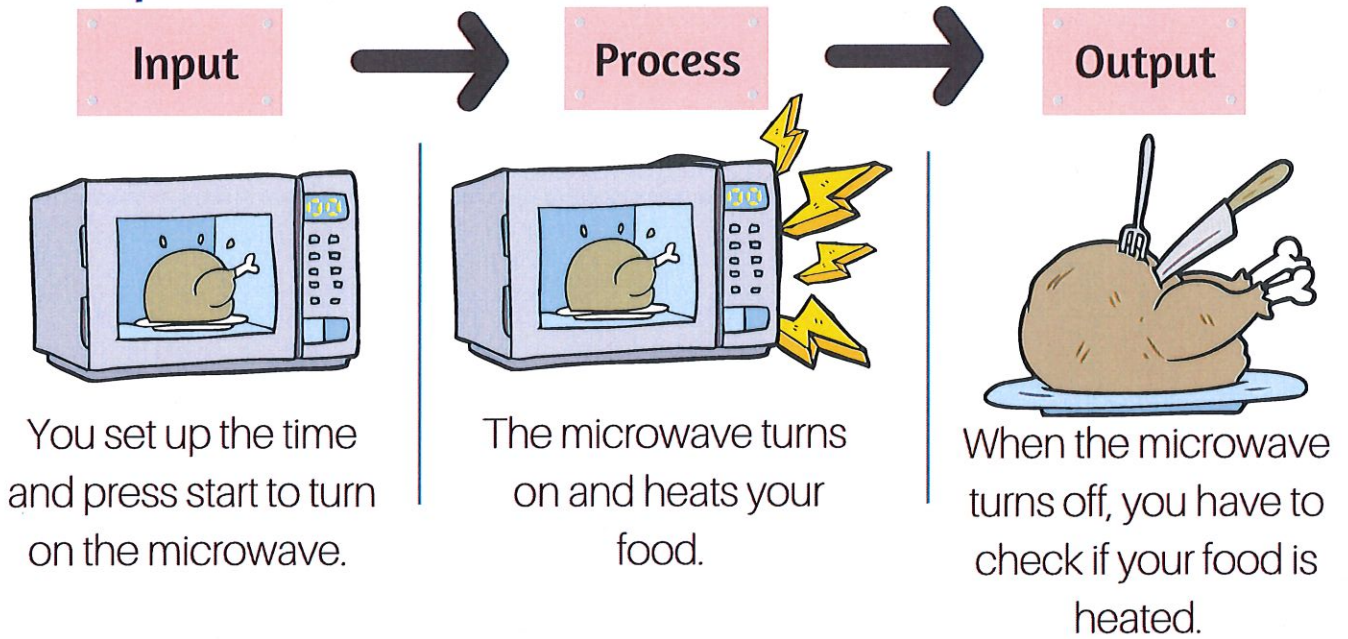 Input
Process
Output
You set up the time
and press start to turn
on the microwave.
The microwave turns
on and heats your
food.
When the microwave
turns off, you have to
check if your food is
heated.